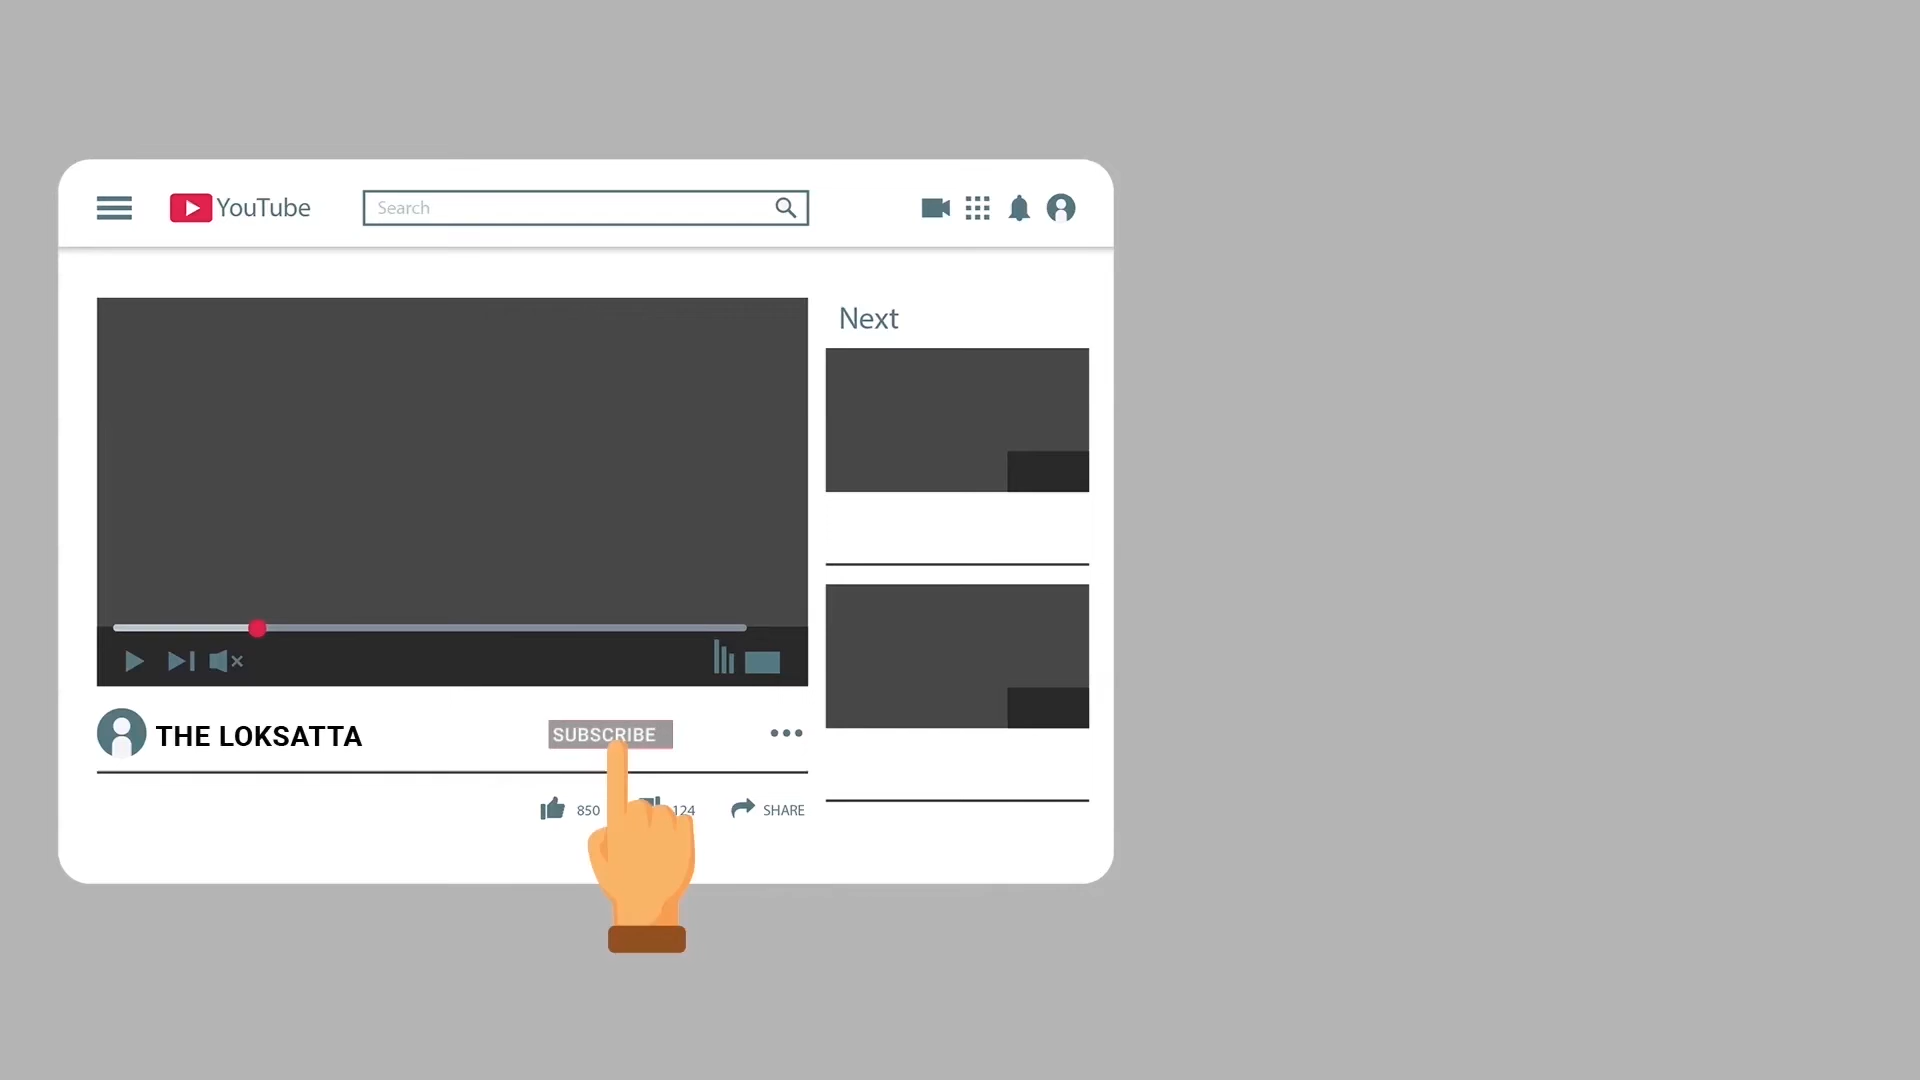 YouTube
Search
Next
THE LOKSATTA
SUBSCRIBE
850
124
SHARE